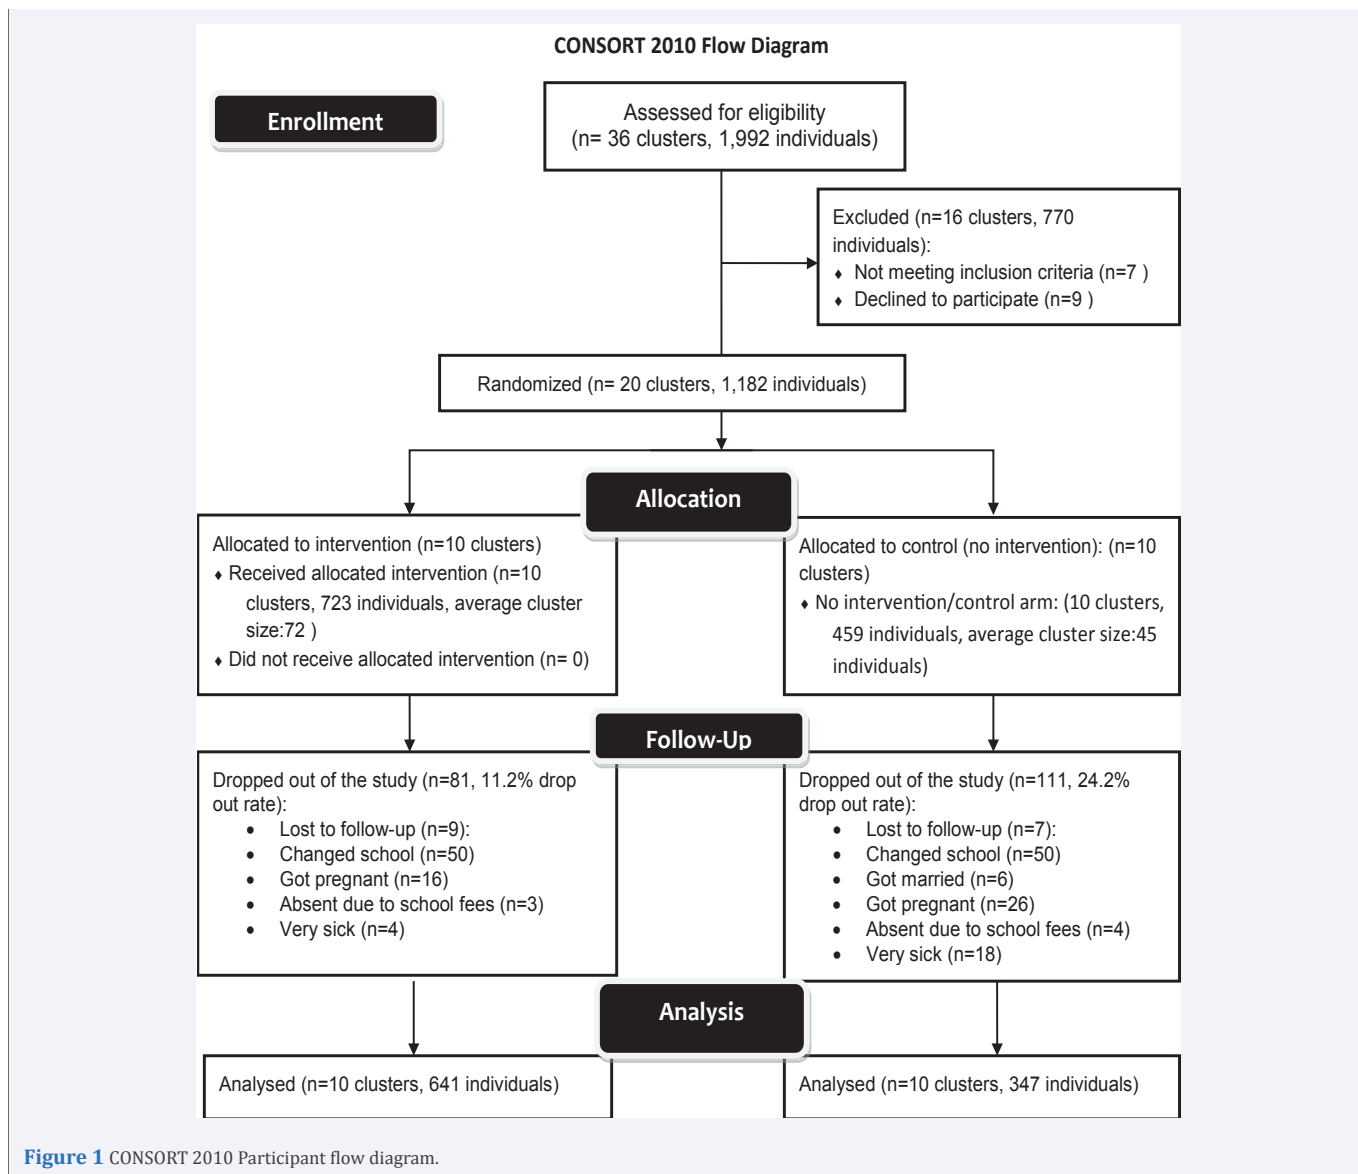 CONSORT 2010 Flow Diagram
Enrollment
Assessed for eligibility
(n= 36 clusters, 1,992 individuals)
Excluded (n=16 clusters, 770
individuals):
♦ Not meeting inclusion criteria (n=7 )
♦ Declined to participate (n=9 )
Randomized (n= 20 clusters, 1,182 individuals)
Allocation
Allocated to intervention (n=10 clusters)
♦ Received allocated intervention (n=10
clusters, 723 individuals, average cluster
size:72 )
♦ Did not receive allocated intervention (n= 0)
Allocated to control (no intervention): (n=10
clusters)
♦ No intervention/control arm: (10 clusters,
459 individuals, average cluster size:45
individuals)
Follow-Up
Dropped out of the study (n=81, 11.2% drop
out rate):
• Lost to follow-up (n=9):
• Changed school (n=50)
• Got pregnant (n=16)
• Absent due to school fees (n=3)
• Very sick (n=4)
Dropped out of the study (n=111, 24.2%
drop out rate):
• Lost to follow-up (n=7):
• Changed school (n=50)
• Got married (n=6)
• Got pregnant (n=26)
• Absent due to school fees (n=4)
• Very sick (n=18)
Analysis
Analysed (n=10 clusters, 641 individuals)
Analysed (n=10 clusters, 347 individuals)
Figure 1 CONSORT 2010 Participant flow diagram.